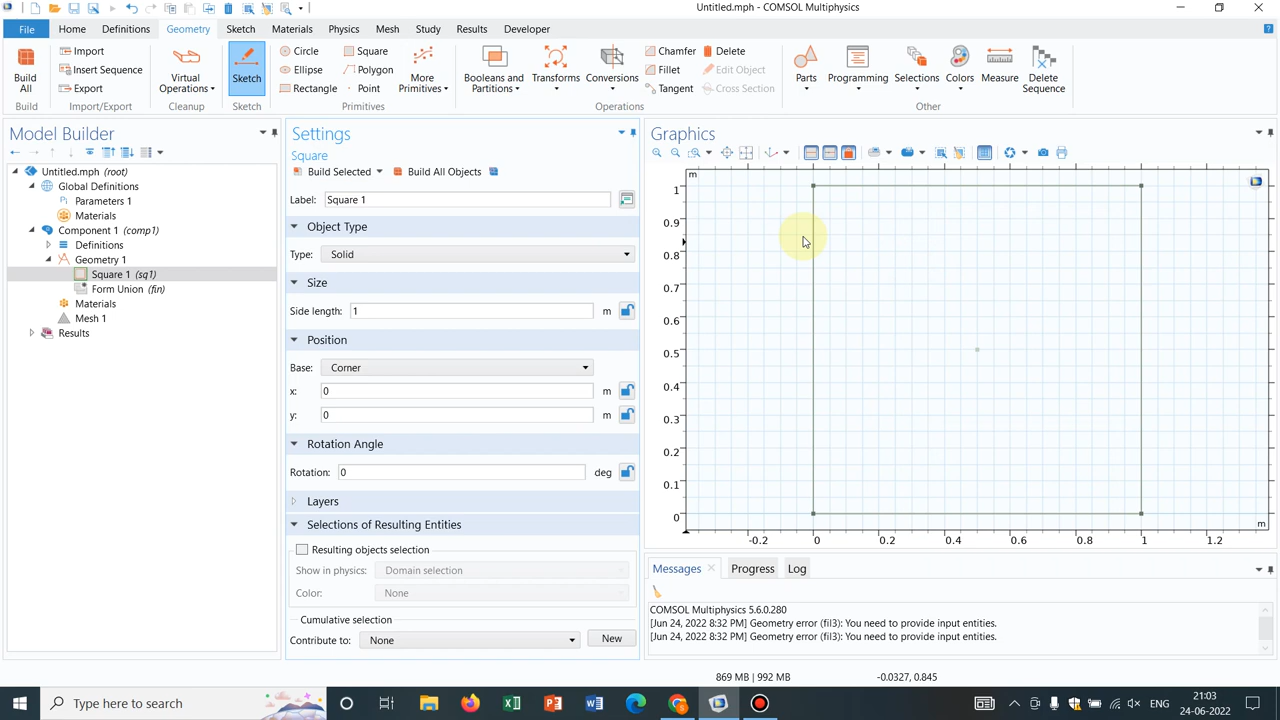 Untitled.mph - COMSOL Multiphysics
File Home Definitions Geometry Sketch Materials Physics Mesh Study Results Developer
Build All
Build
Import
Insert Sequence
Export
Import/Export
Virtual Operations
Cleanup
Sketch
Sketch
Circle
Ellipse
Rectangle
Square
Polygon
Point
More Primitives
Primitives
Booleans and Partitions
Transforms
Conversions
Chamfer
Fillet
Tangent
Delete
Edit Object
Cross Section
Operations
Parts
Programming
Selections
Colors
Measure
Delete Sequence
Other
Model Builder
Untitled.mph (root)
Global Definitions
Parameters 1
Materials
Component 1 (comp1)
Definitions
Geometry 1
Square 1 (sq1)
Form Union (fin)
Materials
Mesh 1
Results
Settings
Square
Build Selected Build All Objects
Label: Square 1
Object Type
Type: Solid
Size
Side length: 1 m
Position
Base: Corner
x: 0 m
y: 0 m
Rotation Angle
Rotation: 0 deg
Layers
Selections of Resulting Entities
Resulting objects selection
Show in physics: Domain selection
Color: None
Cumulative selection
Contribute to: None New
Graphics
m
1
0.9
0.8
0.7
0.6
0.5
0.4
0.3
0.2
0.1
0
m
-0.2 0 0.2 0.4 0.6 0.8 1 1.2
Messages Progress Log
COMSOL Multiphysics 5.6.0.280
[Jun 24, 2022 8:32 PM] Geometry error (fil3): You need to provide input entities.
[Jun 24, 2022 8:32 PM] Geometry error (fil3): You need to provide input entities.
869 MB | 992 MB -0.0327, 0.845
Type here to search
ENG
21:03
24-06-2022